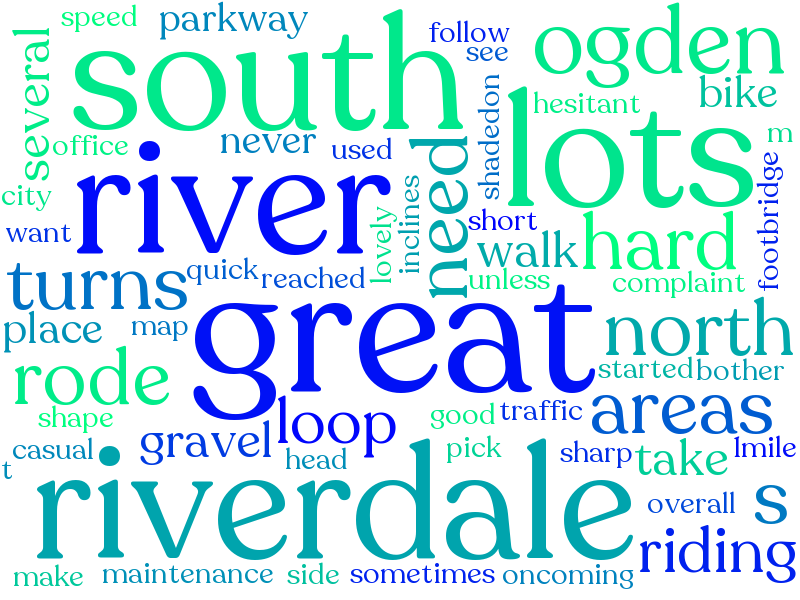 speed
parkway
follow
see
ogden
several
south
bike
hesitant
shadedon
lots
m
office
never
used
need
city
river
lovely
inclines
short
footbridge
want
walk
hard
turns
quick
reached
unless
complaint
place
map
great
north
started
bother
rode
shape
loop
good
traffic
areas
casual
gravel
head
pick
sharp
take
lmile
t
riverdale
overall
s
riding
make
maintenance
side
sometimes
oncoming